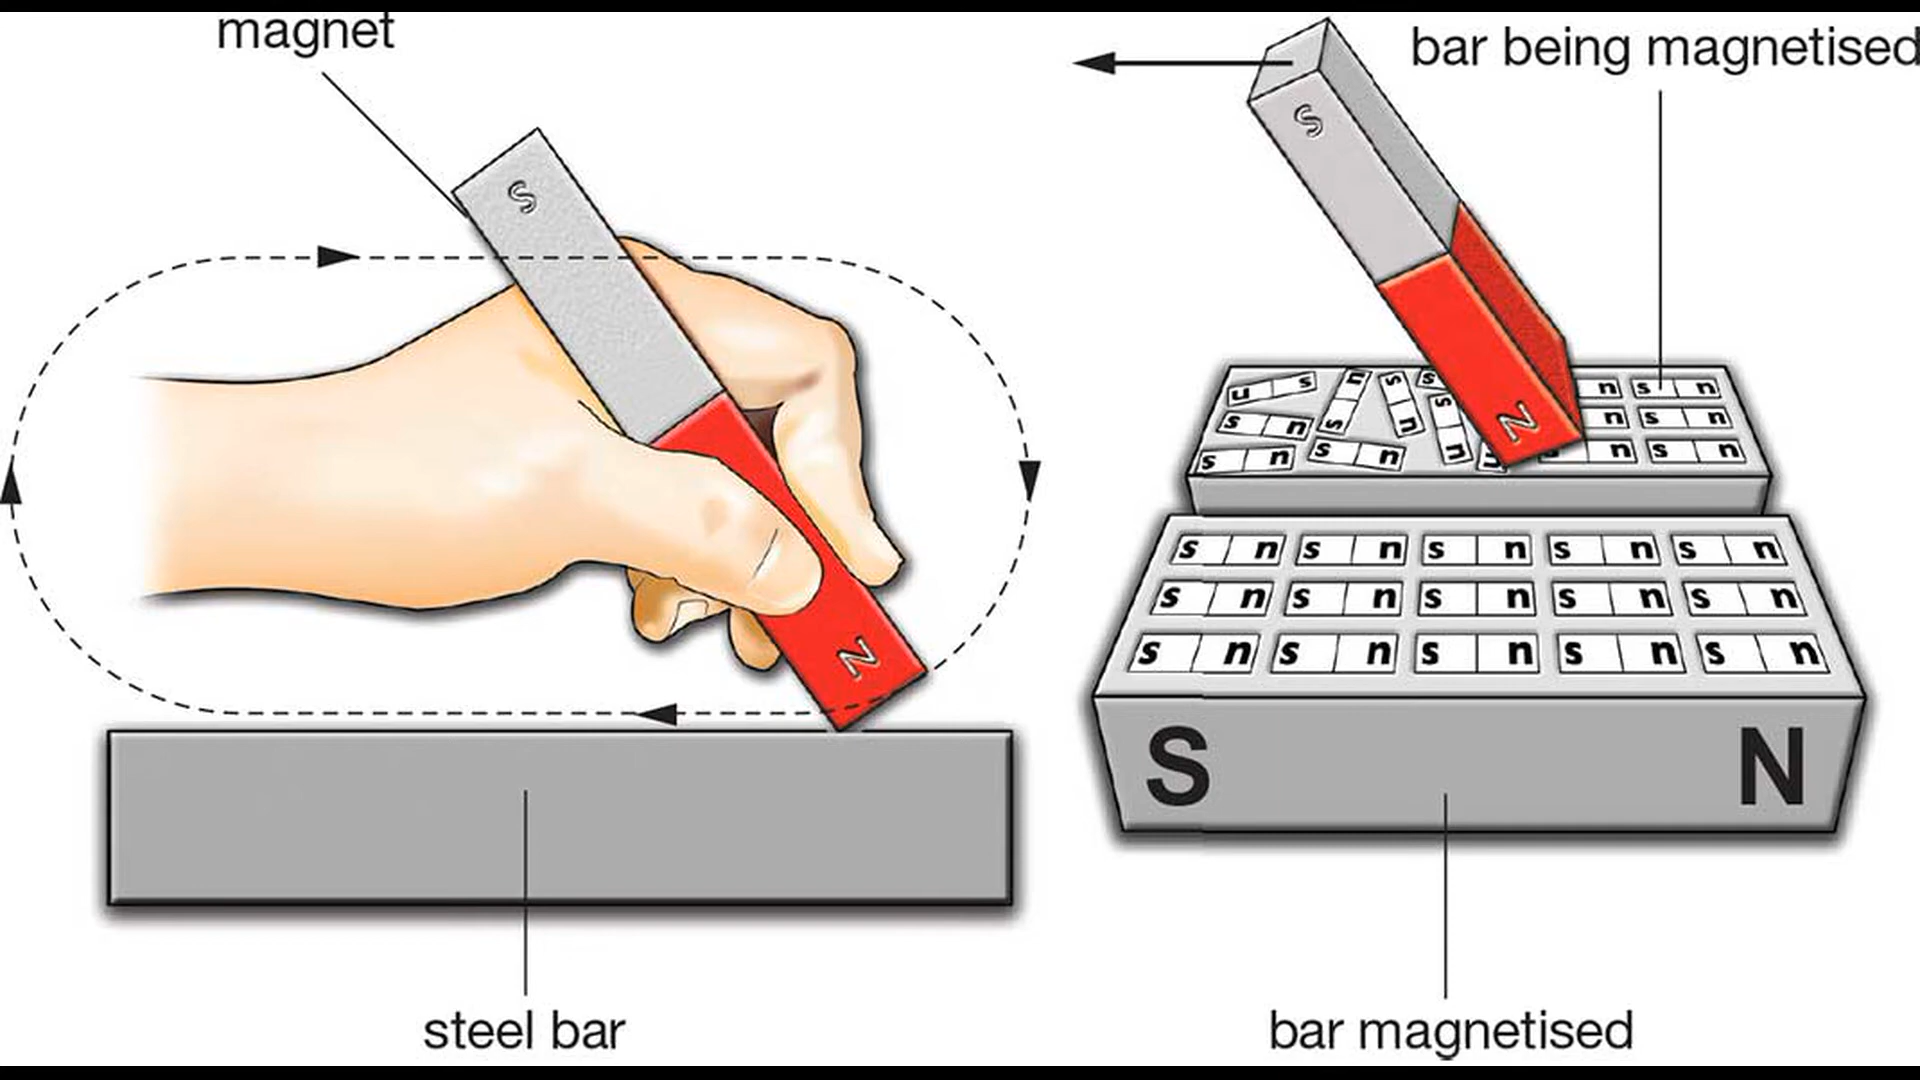 magnet
S
N
steel bar
bar being magnetised
S
N
n s n
s n
n s n
s n
n s n
s n s n
n s n
s n s n s n s n s n
s n s n s n s n s n
s n s n s n s n s n
S N
bar magnetised